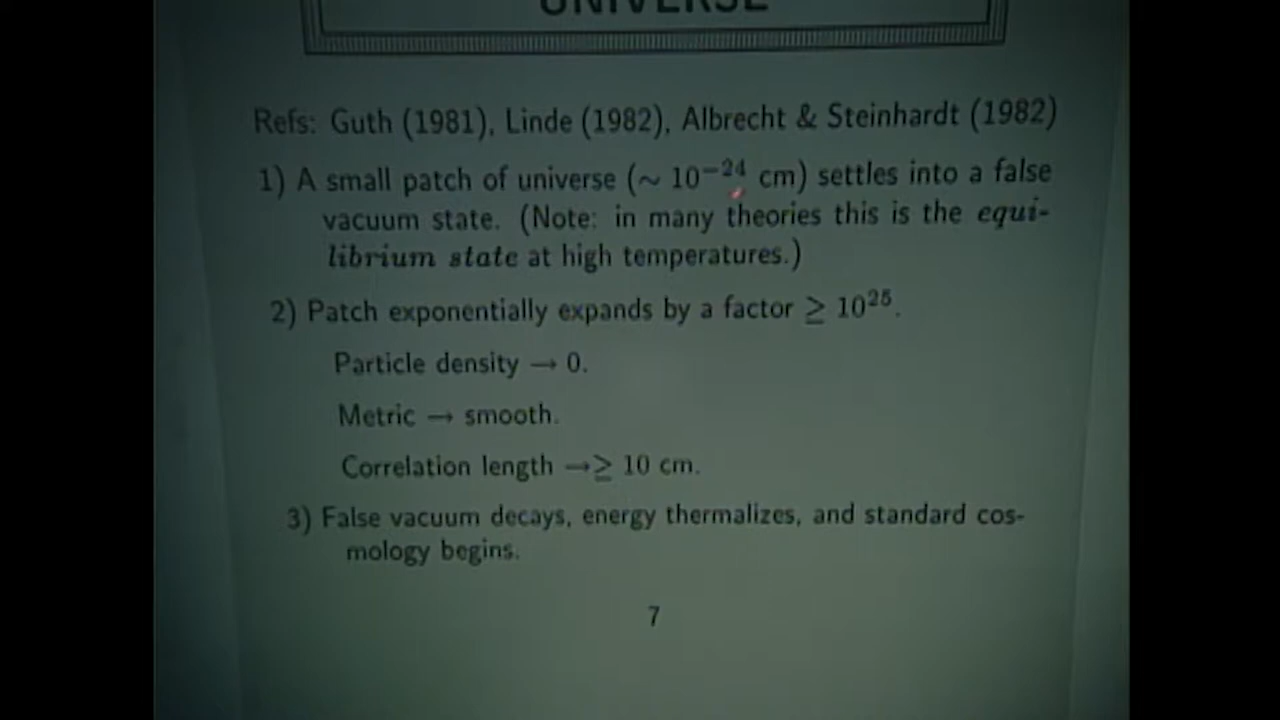 UNIVERSE
Refs: Guth (1981), Linde (1982), Albrecht & Steinhardt (1982)
1) A small patch of universe (∼ 10⁻²⁴ cm) settles into a false
vacuum state. (Note: in many theories this is the equi-
librium state at high temperatures.)
2) Patch exponentially expands by a factor ≥ 10²⁵.
Particle density → 0.
Metric → smooth.
Correlation length →≥ 10 cm.
3) False vacuum decays, energy thermalizes, and standard cos-
mology begins.
7